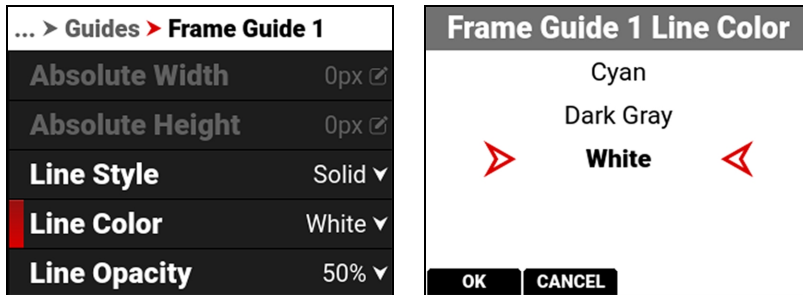 ... > Guides > Frame Guide 1
Absolute Width 0px
Absolute Height 0px
Line Style Solid
Line Color White
Line Opacity 50%
Frame Guide 1 Line Color
Cyan
Dark Gray
White
OK CANCEL